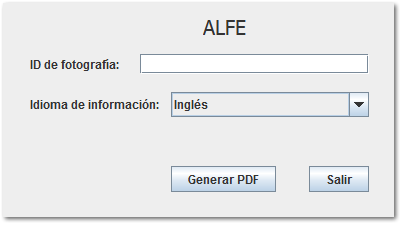 ALFE
ID de fotografía:
Idioma de información: Inglés
Generar PDF Salir